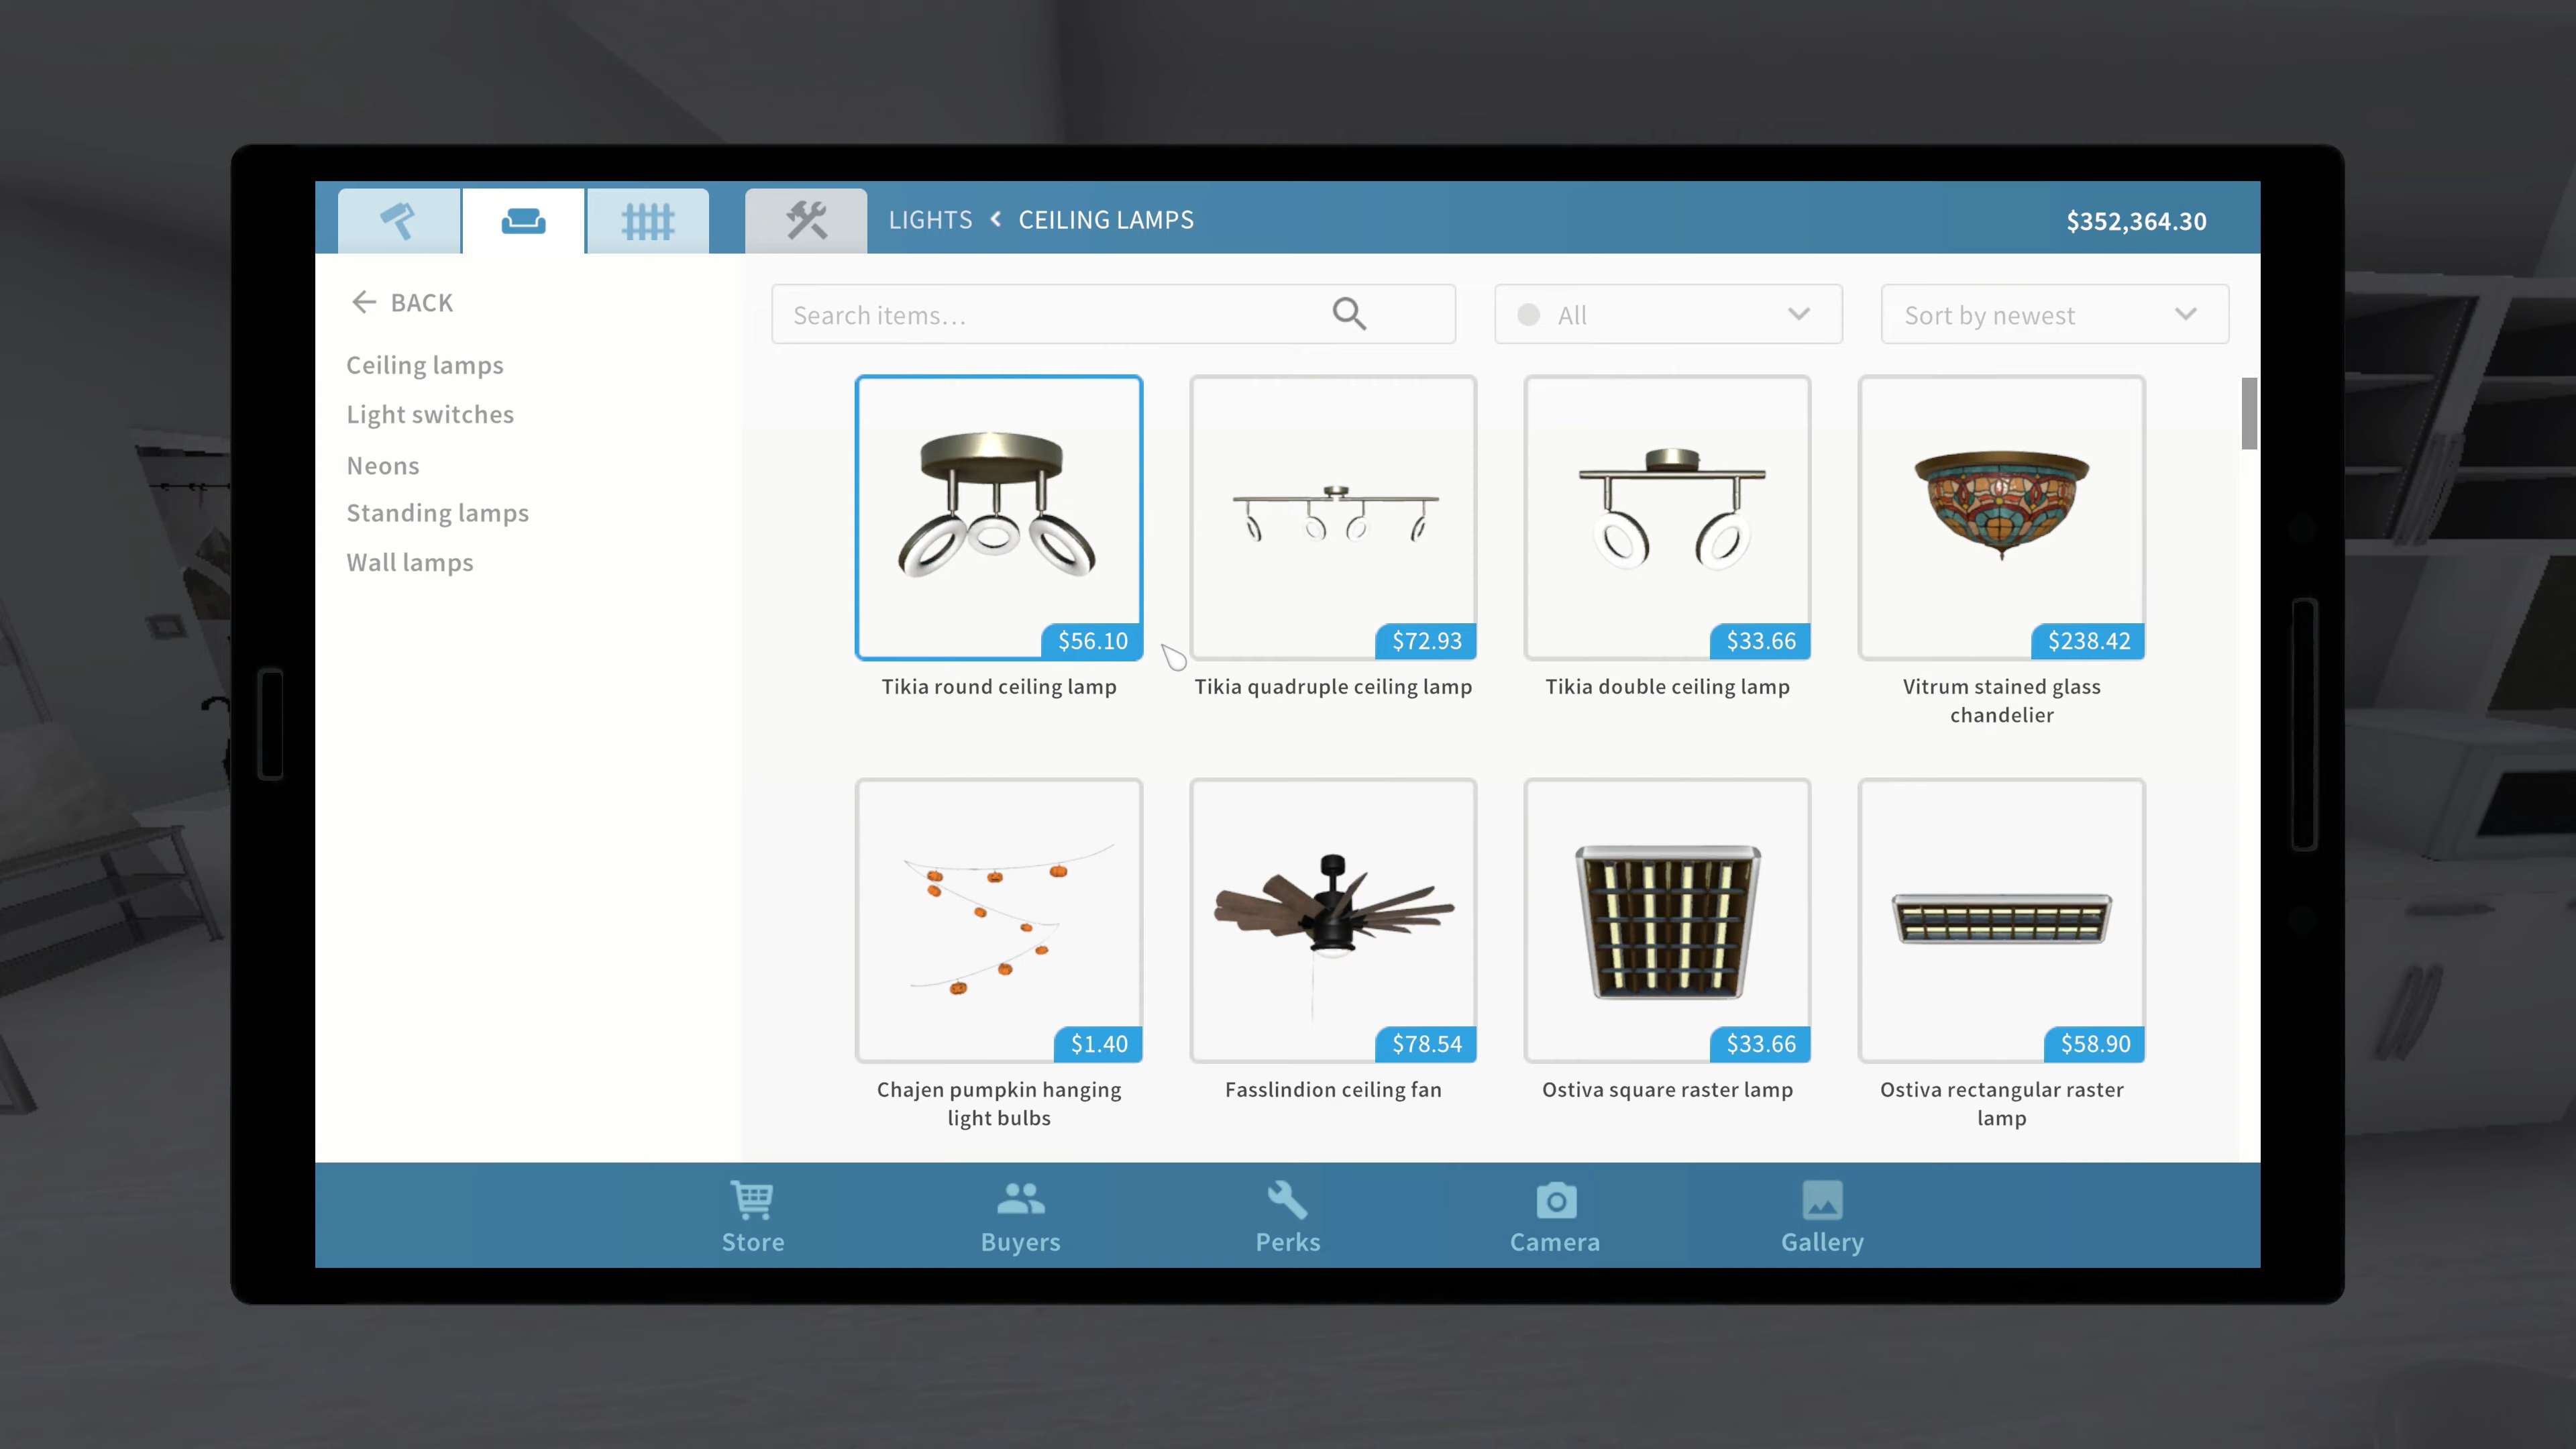 LIGHTS < CEILING LAMPS
$352,364.30
BACK
Ceiling lamps
Light switches
Neons
Standing lamps
Wall lamps
Search items...
All
Sort by newest
$56.10
Tikia round ceiling lamp
$72.93
Tikia quadruple ceiling lamp
$33.66
Tikia double ceiling lamp
$238.42
Vitrum stained glass
chandelier
$1.40
Chajen pumpkin hanging
light bulbs
$78.54
Fasslindion ceiling fan
$33.66
Ostiva square raster lamp
$58.90
Ostiva rectangular raster
lamp
Store
Buyers
Perks
Camera
Gallery